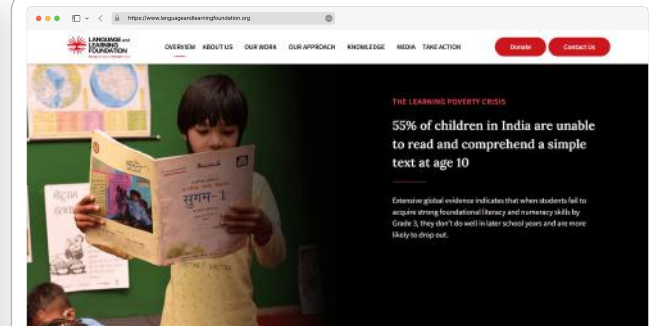 https://www.languageandlearningfoundation.org
LANGUAGE and
LEARNING
FOUNDATION
OVERVIEW ABOUT US OUR WORK OUR APPROACH KNOWLEDGE MEDIA TAKE ACTION
Donate
Contact Us
THE LEARNING POVERTY CRISIS
55% of children in India are unable
to read and comprehend a simple
text at age 10
Extensive global evidence indicates that when students fail to
acquire strong foundational literacy and numeracy skills by
Grade 3, they don't do well in later school years and are more
likely to drop out.
सुगम-1